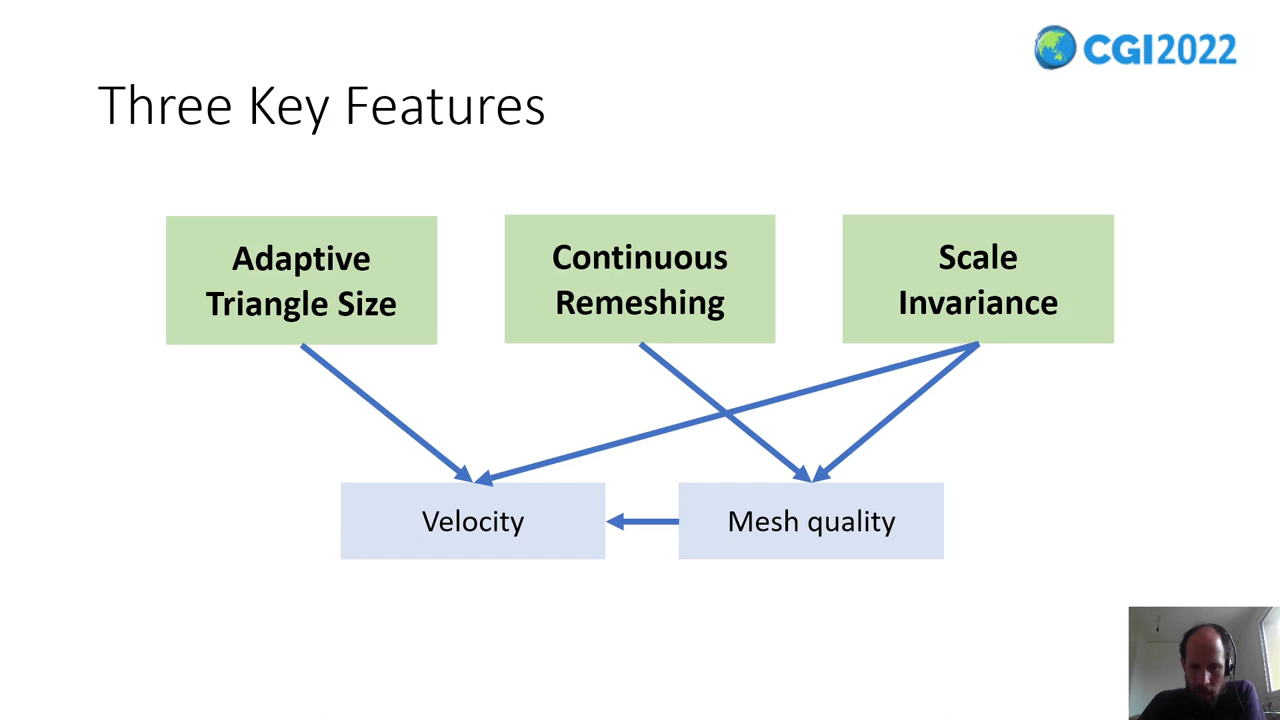 CGI2022
Three Key Features
Adaptive
Triangle Size
Continuous
Remeshing
Scale
Invariance
Velocity
Mesh quality